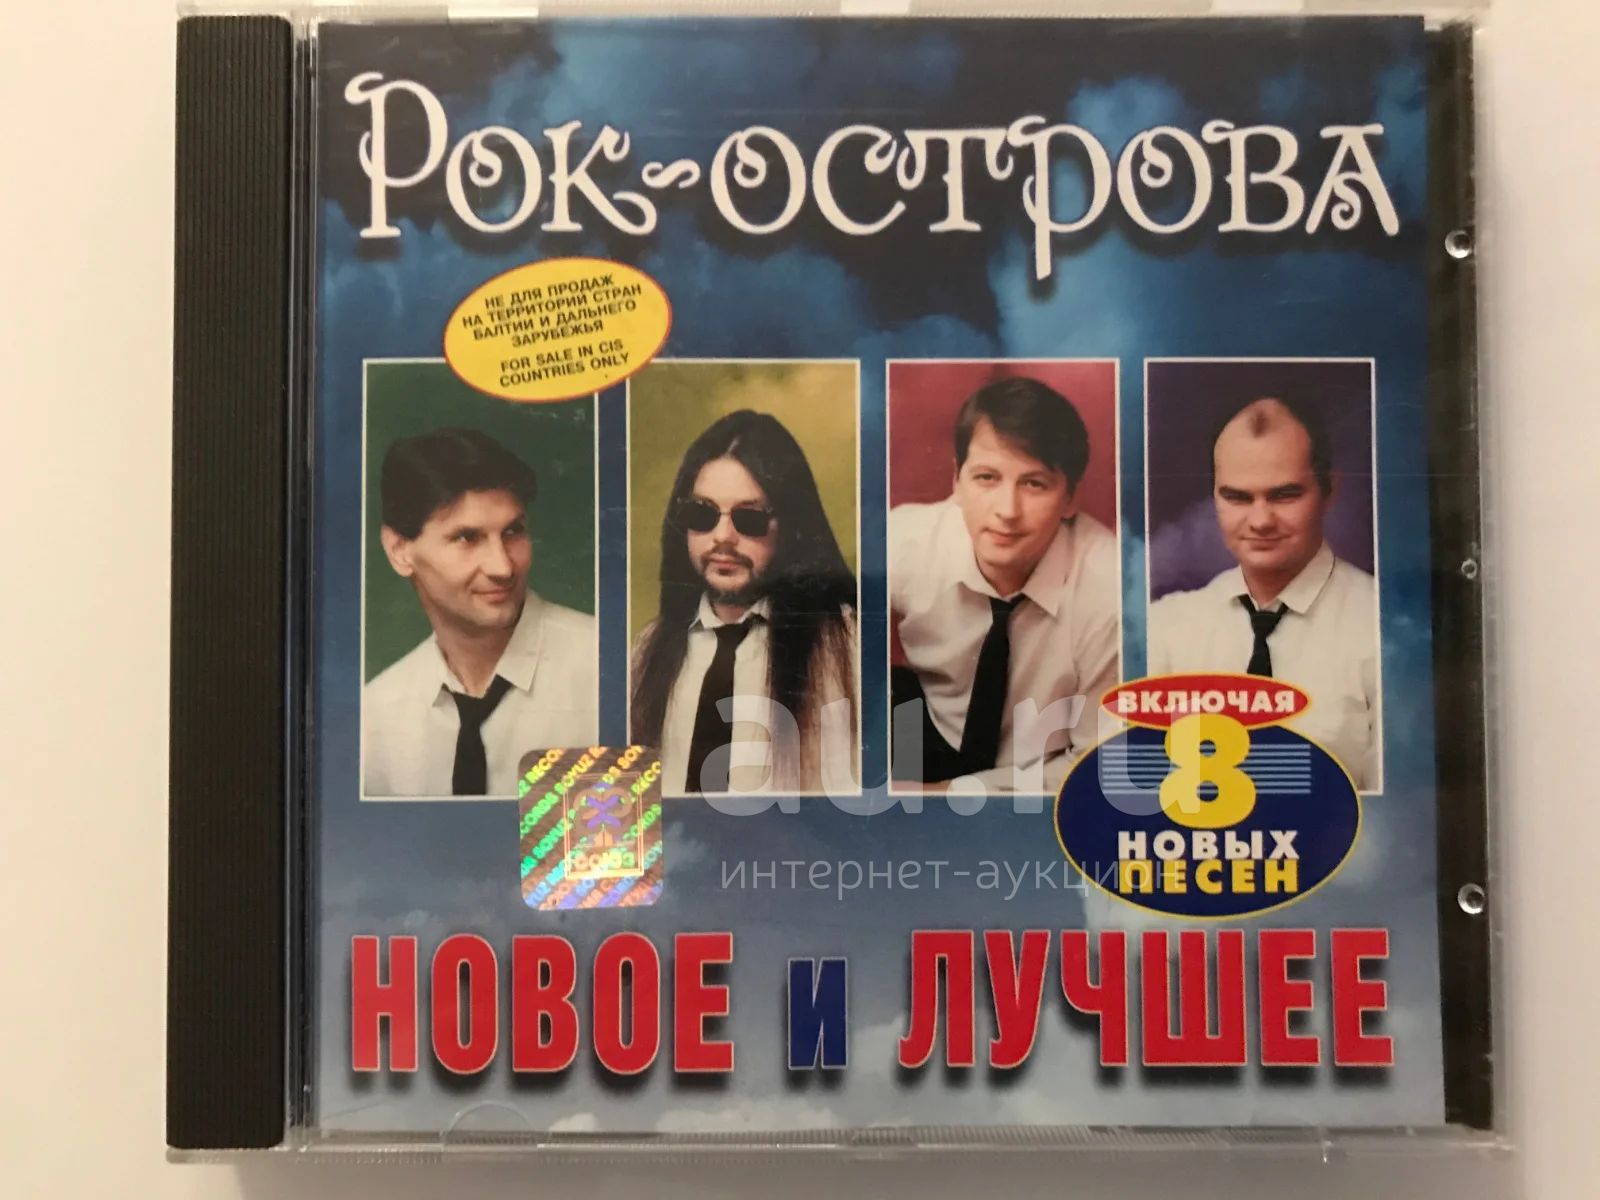 Рок-острова
НЕ ДЛЯ ПРОДАЖ
НА ТЕРРИТОРИИ СТРАН
БАЛТИИ И ДАЛЬНЕГО
ЗАРУБЕЖЬЯ
FOR SALE IN CIS
COUNTRIES ONLY
ВКЛЮЧАЯ
8
НОВЫХ
ПЕСЕН
au.ru
интернет-аукцион
СОЮЗ
НОВОЕ и ЛУЧШЕЕ